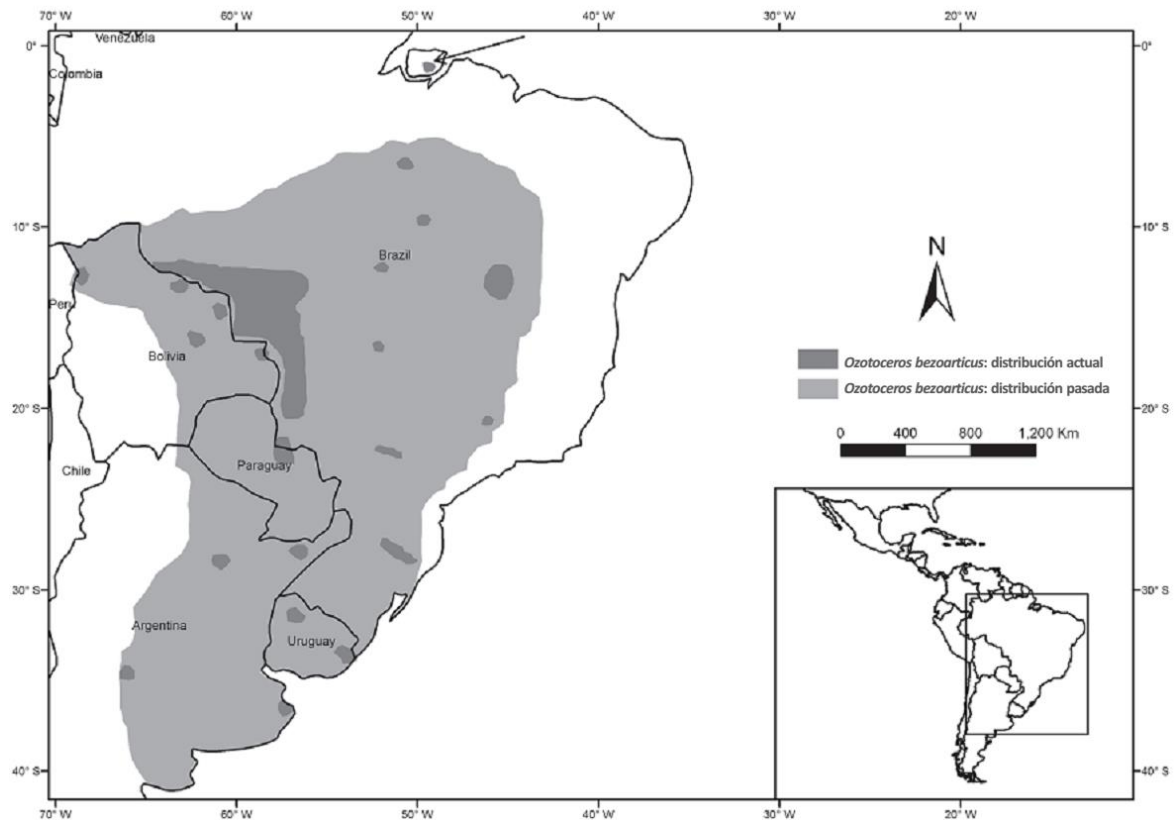 70° W
60° W
50° W
40° W
30° W
20° W
Venezuela
0°
0°
Colombia
10° S
Brazil
10° S
N
Peru
Bolivia
Ozotoceros bezoarticus: distribución actual
Ozotoceros bezoarticus: distribución pasada
20° S
20° S
0 400 800 1,200 Km
Chile
Paraguay
30° S
30° S
Argentina
Uruguay
40° S
40° S
70° W
60° W
50° W
40° W
30° W
20° W